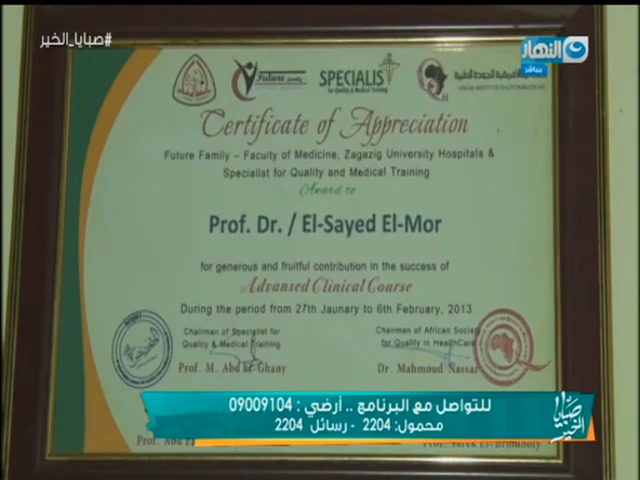 #صبايا_الخير
النهار
مباشر
Future family
SPECIALIST
for Quality & Medical Training
Certificate of Appreciation
Future Family – Faculty of Medicine, Zagazig University Hospitals &
Specialist for Quality and Medical Training
Award to
Prof. Dr. / El-Sayed El-Mor
for generous and fruitful contribution in the success of
Advansed Clinical Course
During the period from 27th Jaunary to 6th February, 2013
Chairman of Specialist for
Quality & Medical Training
Prof. M. Abd El-Ghany
Chairman of African Society
for Quality in HealthCare
Dr. Mahmoud Nassar
للتواصل مع البرنامج .. أرضي : 09009104
محمول: 2204 - رسائل 2204
صبايا الخير